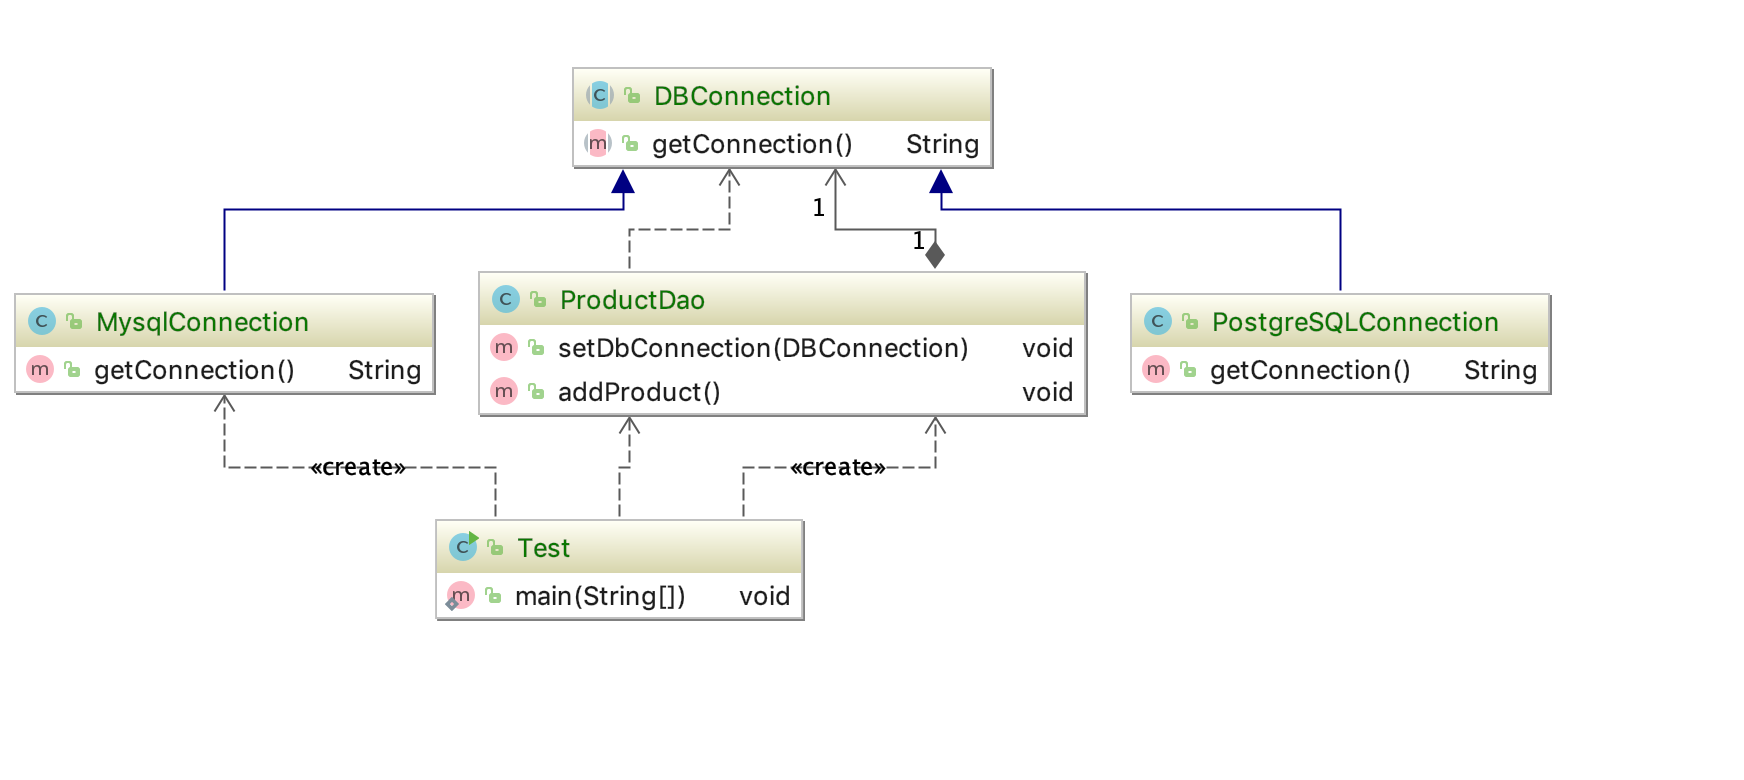 DBConnection
getConnection() String
1
1
MysqlConnection
getConnection() String
ProductDao
setDbConnection(DBConnection) void
addProduct() void
PostgreSQLConnection
getConnection() String
«create»
«create»
Test
main(String[]) void